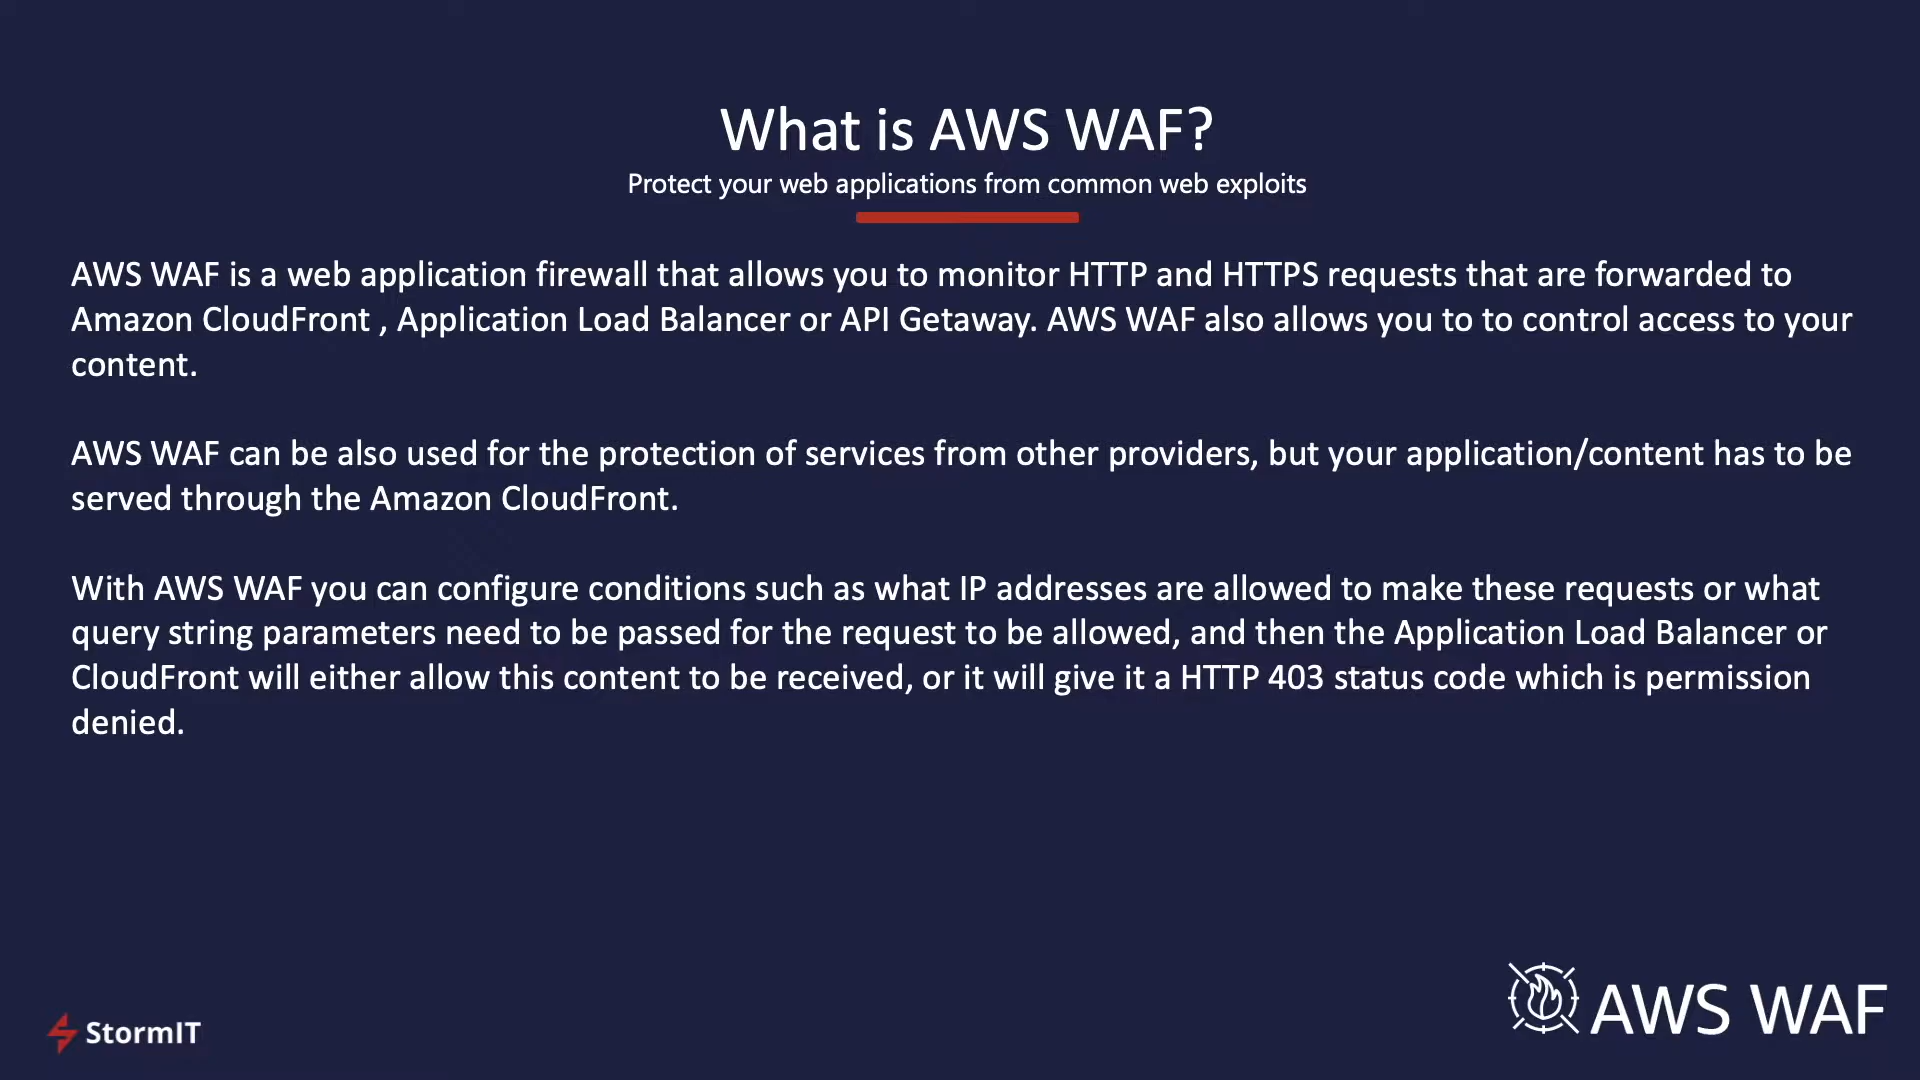 What is AWS WAF?
Protect your web applications from common web exploits
AWS WAF is a web application firewall that allows you to monitor HTTP and HTTPS requests that are forwarded to
Amazon CloudFront , Application Load Balancer or API Getaway. AWS WAF also allows you to to control access to your
content.
AWS WAF can be also used for the protection of services from other providers, but your application/content has to be
served through the Amazon CloudFront.
With AWS WAF you can configure conditions such as what IP addresses are allowed to make these requests or what
query string parameters need to be passed for the request to be allowed, and then the Application Load Balancer or
CloudFront will either allow this content to be received, or it will give it a HTTP 403 status code which is permission
denied.
StormIT
AWS WAF